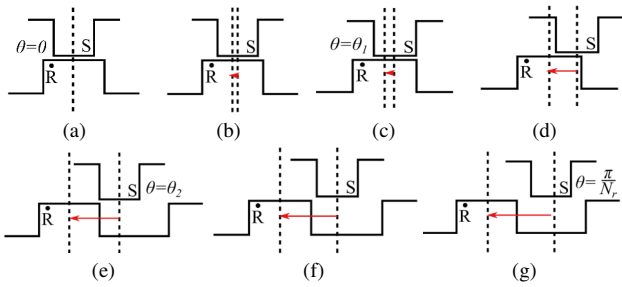 θ=0 S R
S R
θ=θ₁ S R
S R
(a) (b) (c) (d)
S θ=θ₂ R
S R
S θ=π/Nᵣ R
(e) (f) (g)